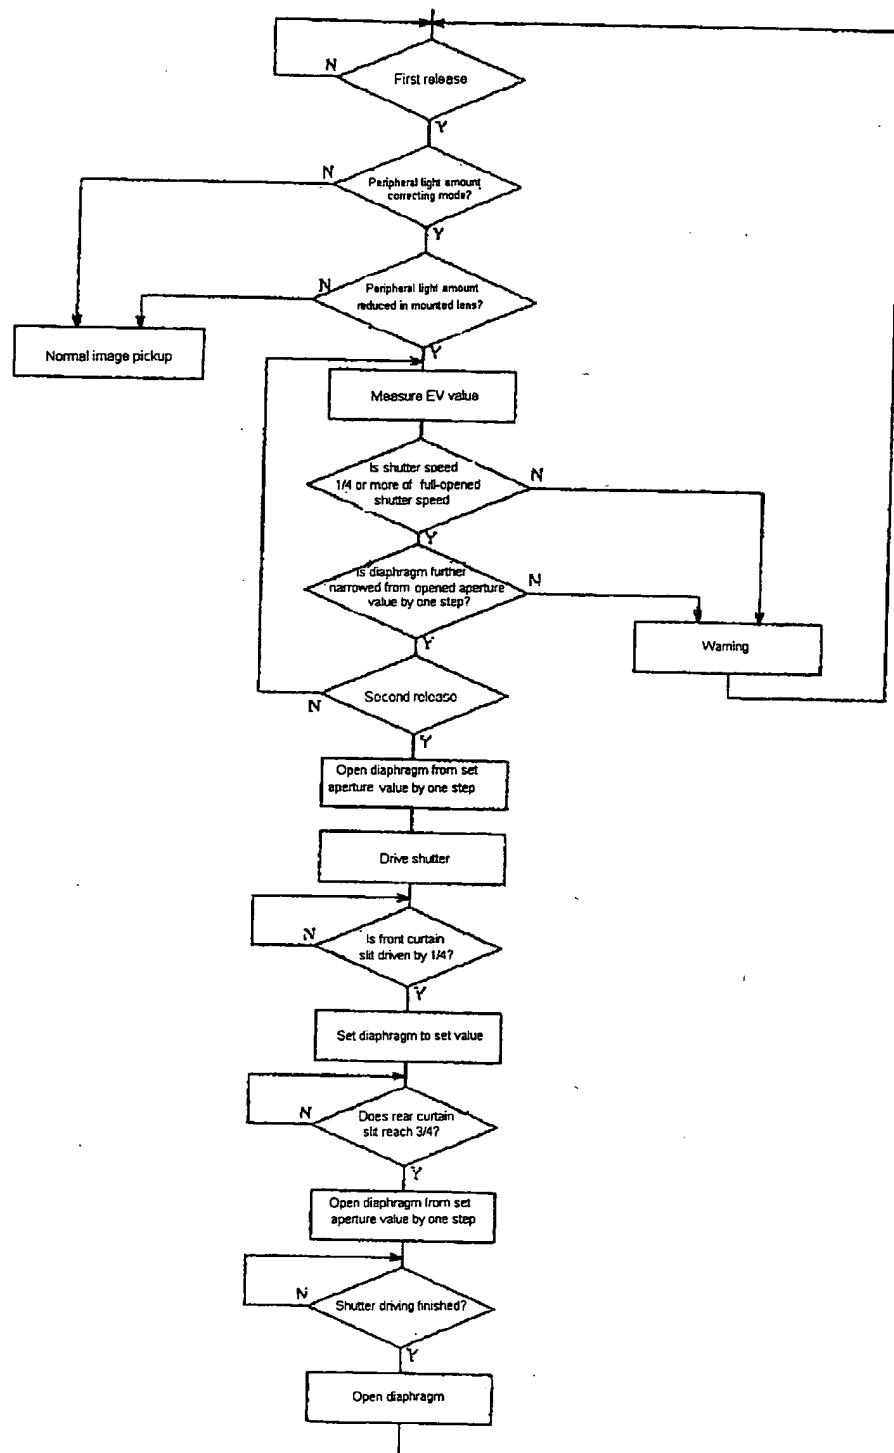 N
First release
Y
N
Peripheral light amount
correcting mode?
Y
N
Peripheral light amount
reduced in mounted lens?
Y
Normal image pickup
Measure EV value
Is shutter speed
1/4 or more of full-opened
shutter speed
N
Y
Is diaphragm further
narrowed from opened aperture
value by one step?
N
Y
Warning
Second release
N
Y
Open diaphragm from set
aperture value by one step
Drive shutter
N
Is front curtain
slit driven by 1/4?
Y
Set diaphragm to set value
N
Does rear curtain
slit reach 3/4?
Y
Open diaphragm from set
aperture value by one step
N
Shutter driving finished?
Y
Open diaphragm